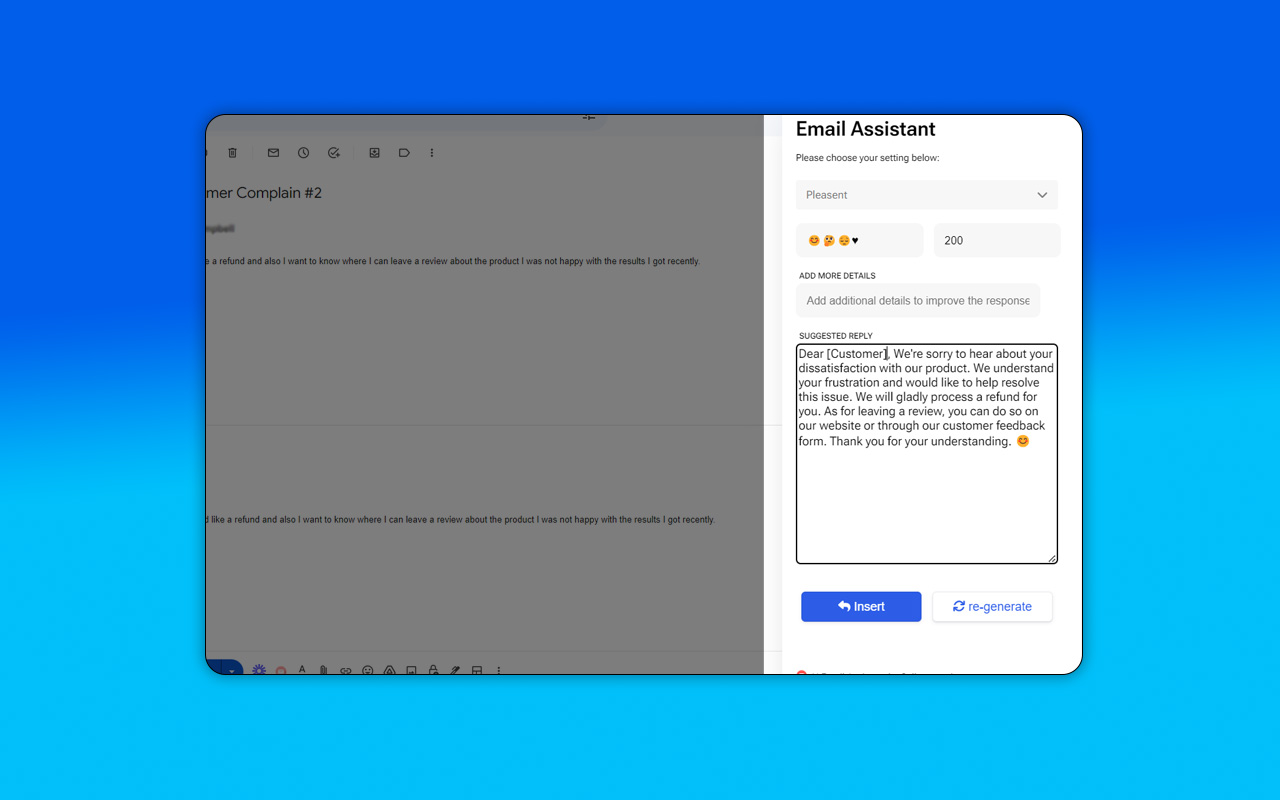 mer Complain #2
e a refund and also I want to know where I can leave a review about the product I was not happy with the results I got recently.
like a refund and also I want to know where I can leave a review about the product I was not happy with the results I got recently.
Email Assistant
Please choose your setting below:
Pleasent
😊 🤔 😔 ♥
200
ADD MORE DETAILS
Add additional details to improve the response
SUGGESTED REPLY
Dear [Customer], We're sorry to hear about your
dissatisfaction with our product. We understand
your frustration and would like to help resolve
this issue. We will gladly process a refund for
you. As for leaving a review, you can do so on
our website or through our customer feedback
form. Thank you for your understanding. 😊
Insert
re-generate